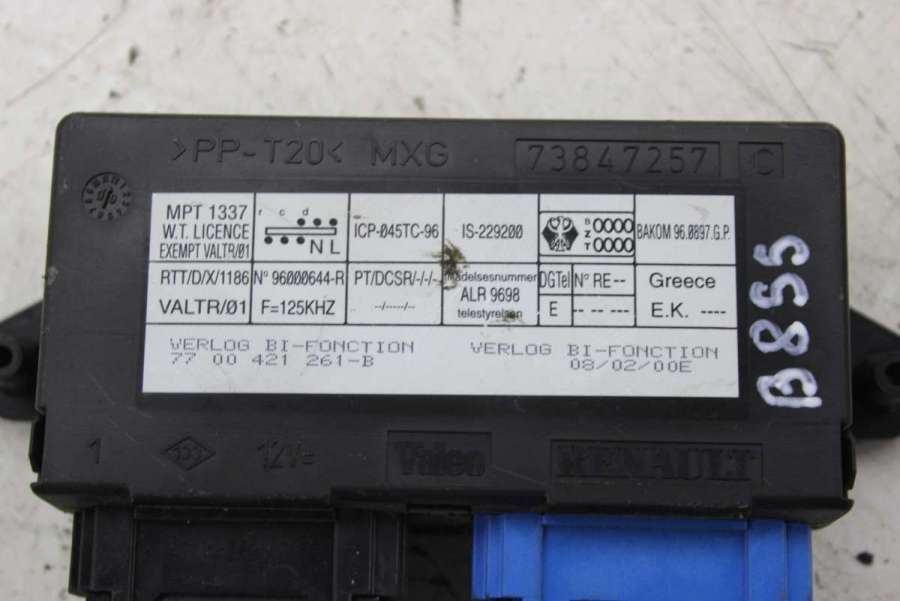 >PP-T20< MXG 73847257 C
MPT 1337
W.T. LICENCE
EXEMPT VALTR/01
r c d
N L
ICP-045TC-96
IS-229200
B 0000
Z
T 0000
BAKOM 96.0897.G.P.
RTT/D/X/1186
VALTR/01
N° 96000644-R
F=125KHZ
PT/DCSR/-/-/-
--/-----/--
ALR 9698
telestyrelsen
DGTel
E
N° RE--
-- -- ---
Greece
E.K. ----
VERLOG BI-FONCTION
77 00 421 261-B
VERLOG BI-FONCTION
08/02/00E
B855
1 133 12V= Valeo RENAULT